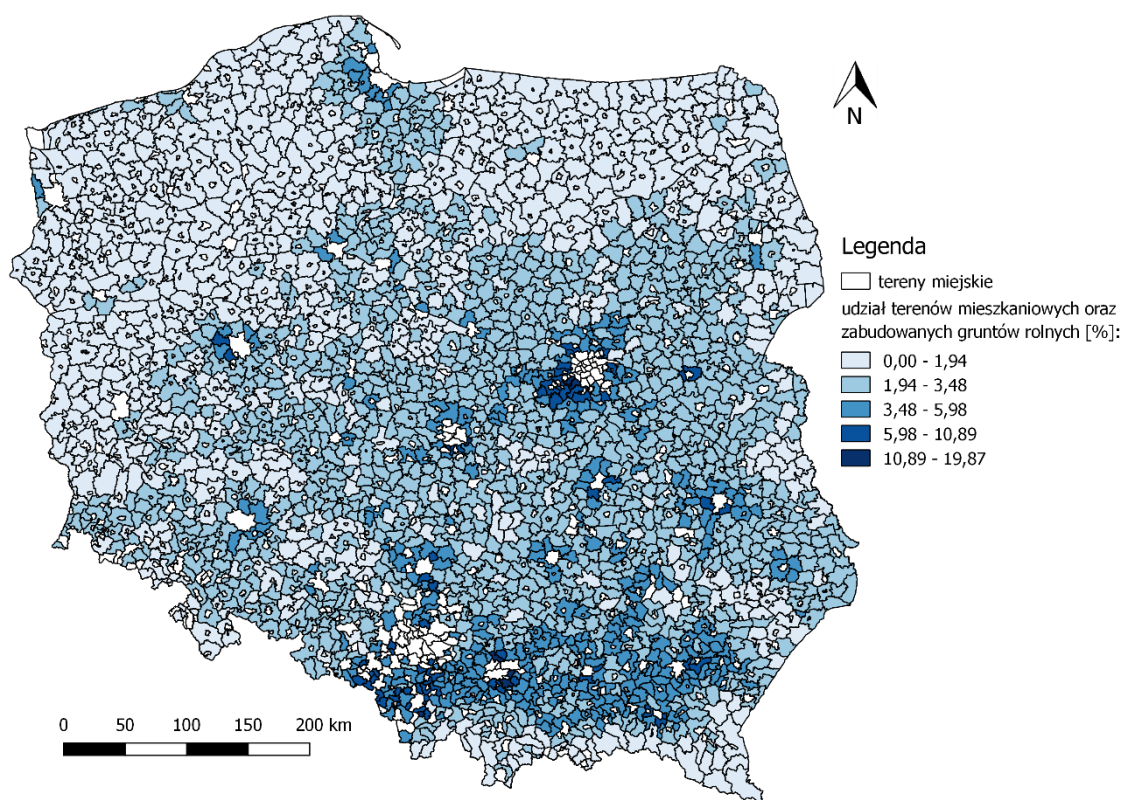 N
Legenda
tereny miejskie
udział terenów mieszkaniowych oraz
zabudowanych gruntów rolnych [%]:
0,00 - 1,94
1,94 - 3,48
3,48 - 5,98
5,98 - 10,89
10,89 - 19,87
0 50 100 150 200 km